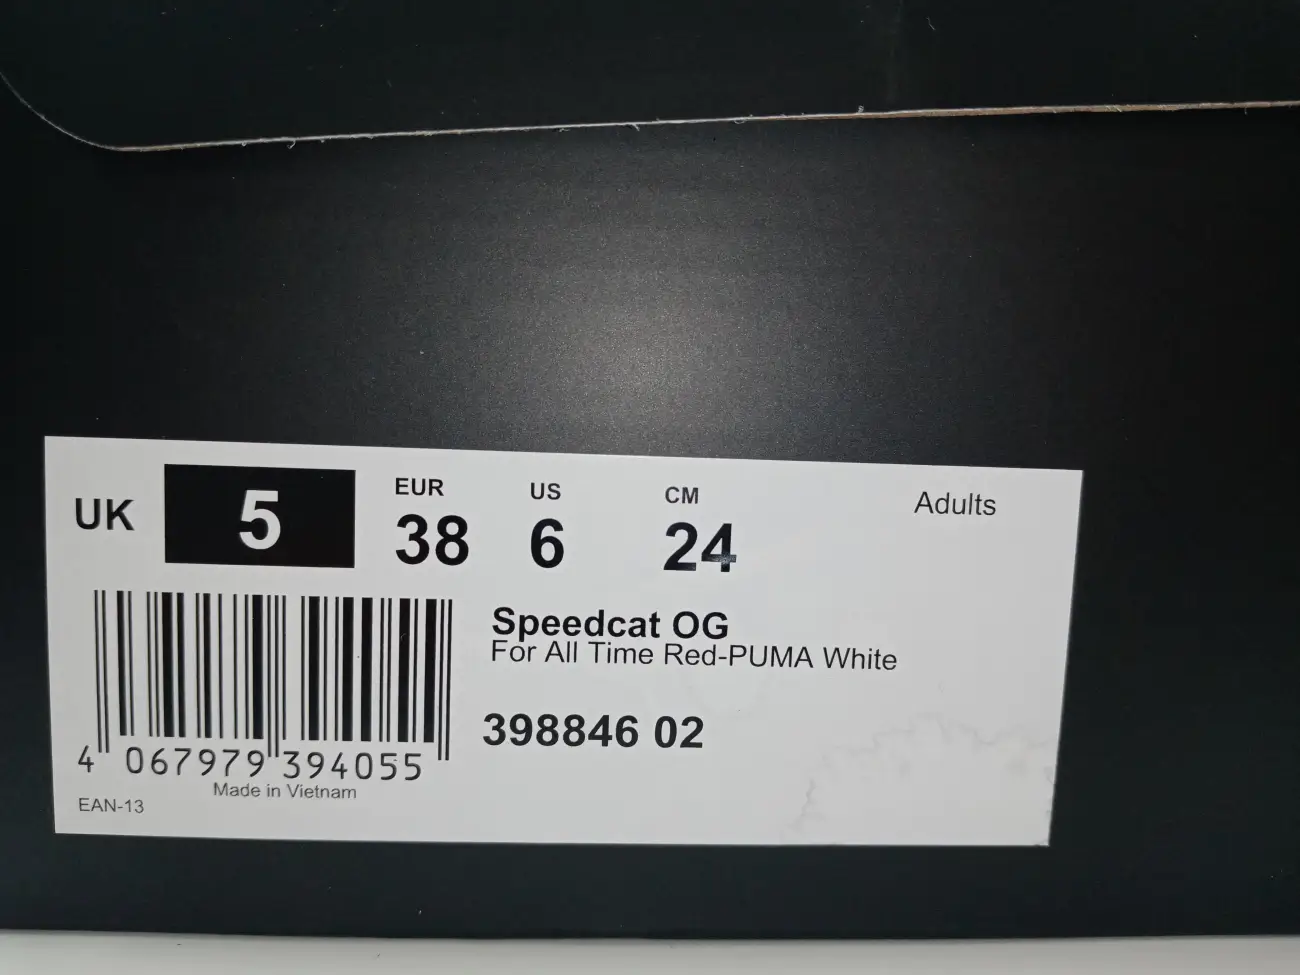 UK 5 EUR 38 US 6 CM 24 Adults
Speedcat OG
For All Time Red-PUMA White
398846 02
4 067979 394055
Made in Vietnam
EAN-13